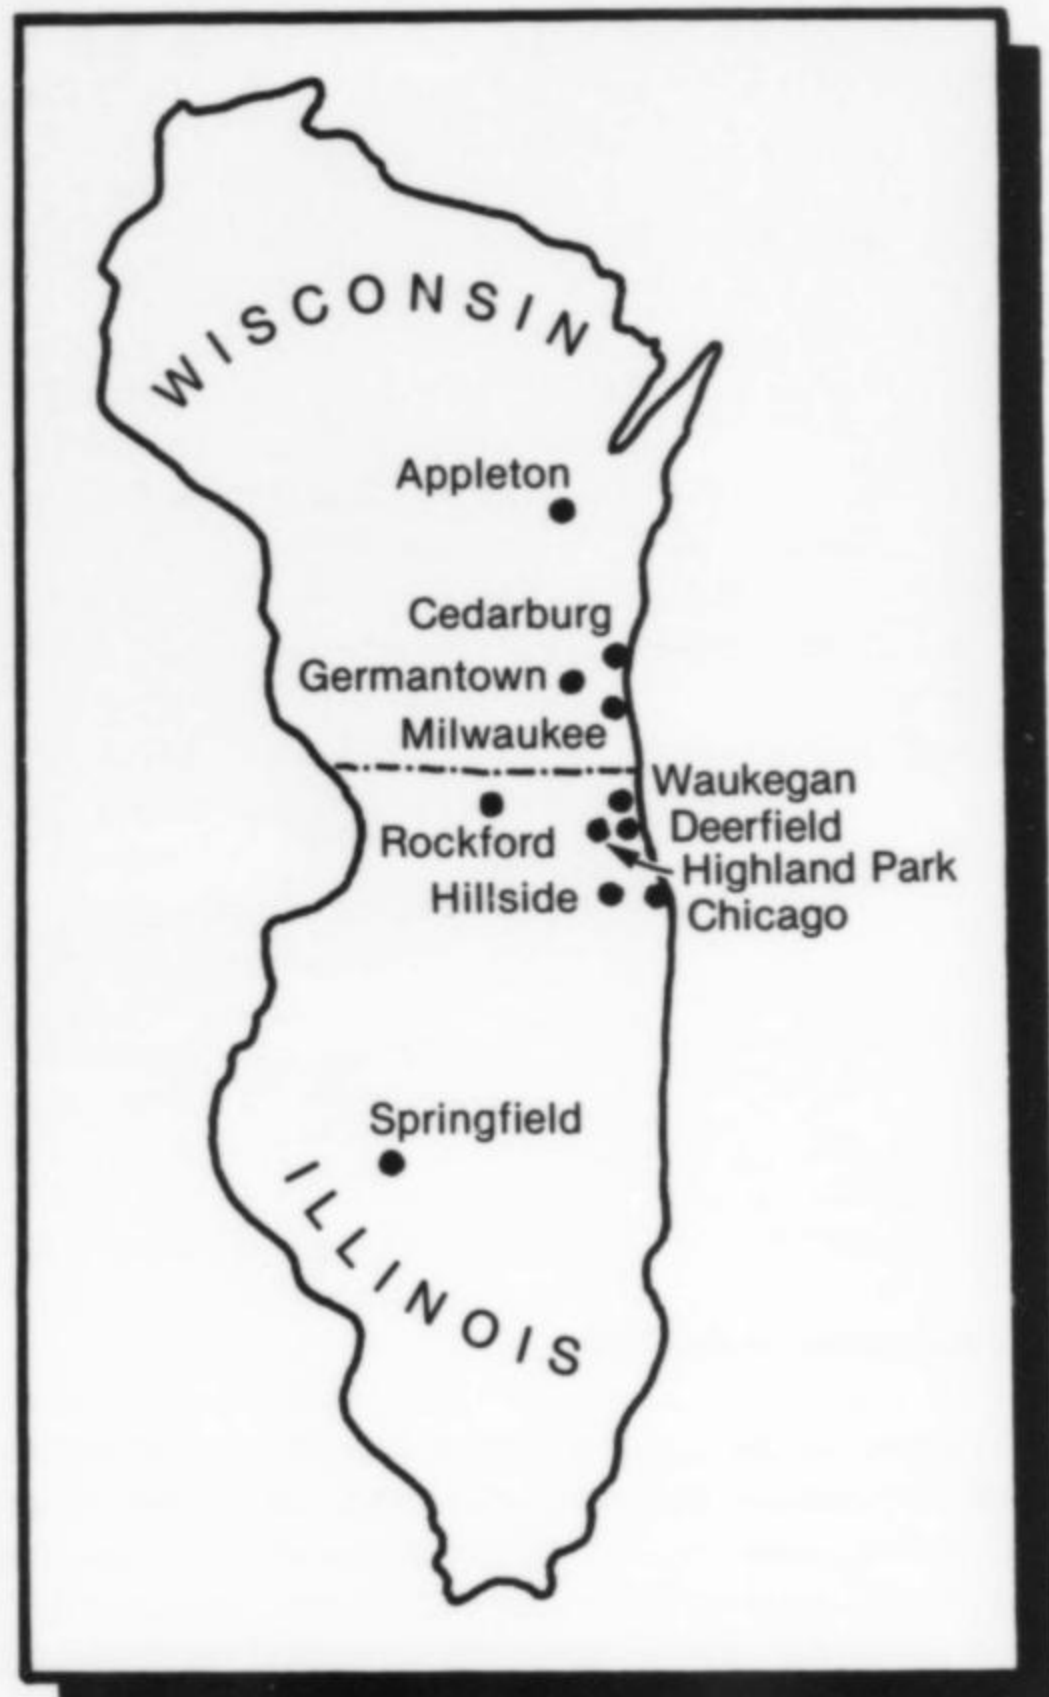 WISCONSIN
Appleton
Cedarburg
Germantown
Milwaukee
Waukegan
Rockford
Deerfield
Highland Park
Hillside
Chicago
Springfield
ILLINOIS